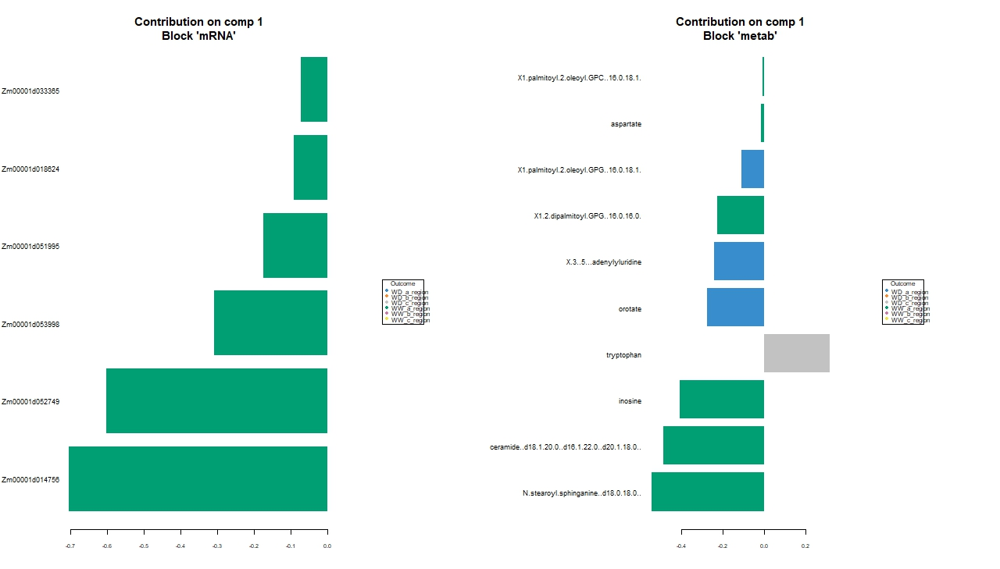 Contribution on comp 1
Block 'mRNA'
Zm00001d033365
Zm00001d018624
Zm00001d051995
Zm00001d053998
Zm00001d052749
Zm00001d014756
-0.7 -0.6 -0.5 -0.4 -0.3 -0.2 -0.1 0.0
Outcome
WD_a_region
WD_b_region
WD_c_region
WW_a_region
WW_b_region
WW_c_region
Contribution on comp 1
Block 'metab'
X1.palmitoyl.2.oleoyl.GPC..16.0.18.1.
aspartate
X1.palmitoyl.2.oleoyl.GPG..16.0.18.1.
X1.2.dipalmitoyl.GPG..16.0.16.0.
X.3..5...adenylyluridine
orotate
tryptophan
inosine
ceramide..d18.1.20.0..d16.1.22.0..d20.1.18.0..
N.stearoyl.sphinganine..d18.0.18.0..
-0.4 -0.2 0.0 0.2
Outcome
WD_a_region
WD_b_region
WD_c_region
WW_a_region
WW_b_region
WW_c_region